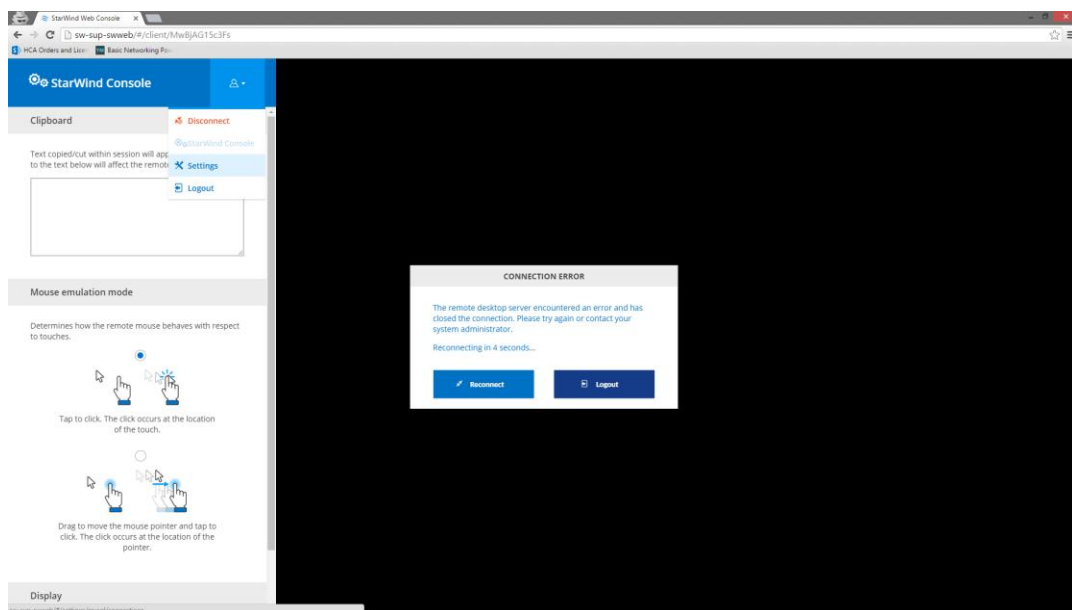 StarWind Web Console
sw-sup-swweb/#/client/MwBjAG15c3Fs
HCA Orders and Lice
Basic Networking Po
StarWind Console
Clipboard
Disconnect
StarWind Console
Settings
Logout
Text copied/cut within session will app
to the text below will affect the remote
Mouse emulation mode
Determines how the remote mouse behaves with respect
to touches.
Tap to click. The click occurs at the location
of the touch.
Drag to move the mouse pointer and tap to
click. The click occurs at the location of the
pointer.
Display
CONNECTION ERROR
The remote desktop server encountered an error and has
closed the connection. Please try again or contact your
system administrator.
Reconnecting in 4 seconds...
Reconnect
Logout